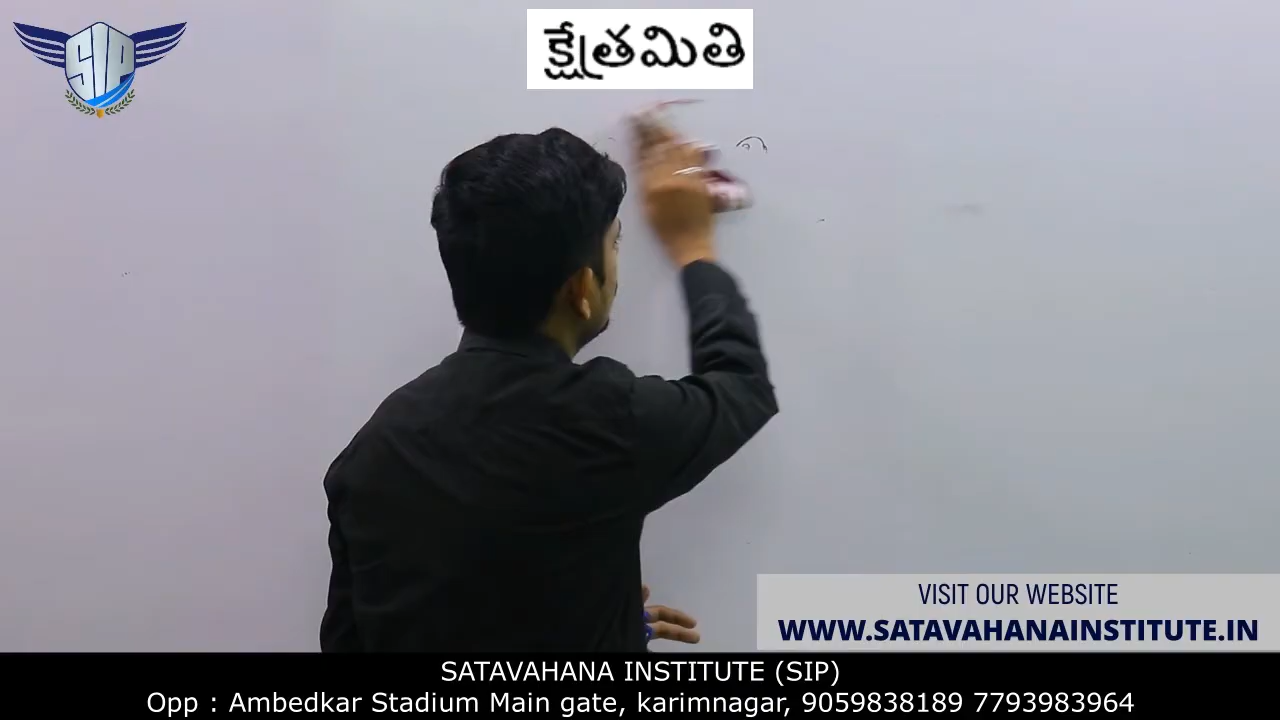 SIP
క్షేత్రమితి
VISIT OUR WEBSITE
WWW.SATAVAHANAINSTITUTE.IN
SATAVAHANA INSTITUTE (SIP)
Opp : Ambedkar Stadium Main gate, karimnagar, 9059838189 7793983964